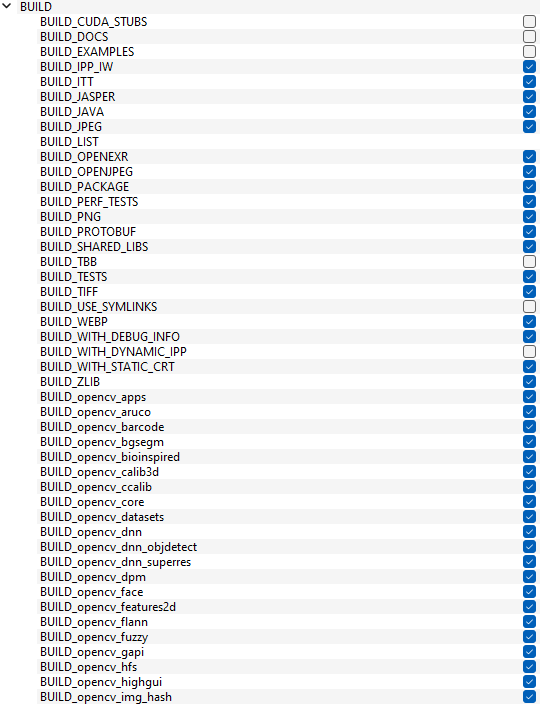 BUILD
BUILD_CUDA_STUBS
BUILD_DOCS
BUILD_EXAMPLES
BUILD_IPP_IW
BUILD_ITT
BUILD_JASPER
BUILD_JAVA
BUILD_JPEG
BUILD_LIST
BUILD_OPENEXR
BUILD_OPENJPEG
BUILD_PACKAGE
BUILD_PERF_TESTS
BUILD_PNG
BUILD_PROTOBUF
BUILD_SHARED_LIBS
BUILD_TBB
BUILD_TESTS
BUILD_TIFF
BUILD_USE_SYMLINKS
BUILD_WEBP
BUILD_WITH_DEBUG_INFO
BUILD_WITH_DYNAMIC_IPP
BUILD_WITH_STATIC_CRT
BUILD_ZLIB
BUILD_opencv_apps
BUILD_opencv_aruco
BUILD_opencv_barcode
BUILD_opencv_bgsegm
BUILD_opencv_bioinspired
BUILD_opencv_calib3d
BUILD_opencv_ccalib
BUILD_opencv_core
BUILD_opencv_datasets
BUILD_opencv_dnn
BUILD_opencv_dnn_objdetect
BUILD_opencv_dnn_superres
BUILD_opencv_dpm
BUILD_opencv_face
BUILD_opencv_features2d
BUILD_opencv_flann
BUILD_opencv_fuzzy
BUILD_opencv_gapi
BUILD_opencv_hfs
BUILD_opencv_highgui
BUILD_opencv_img_hash